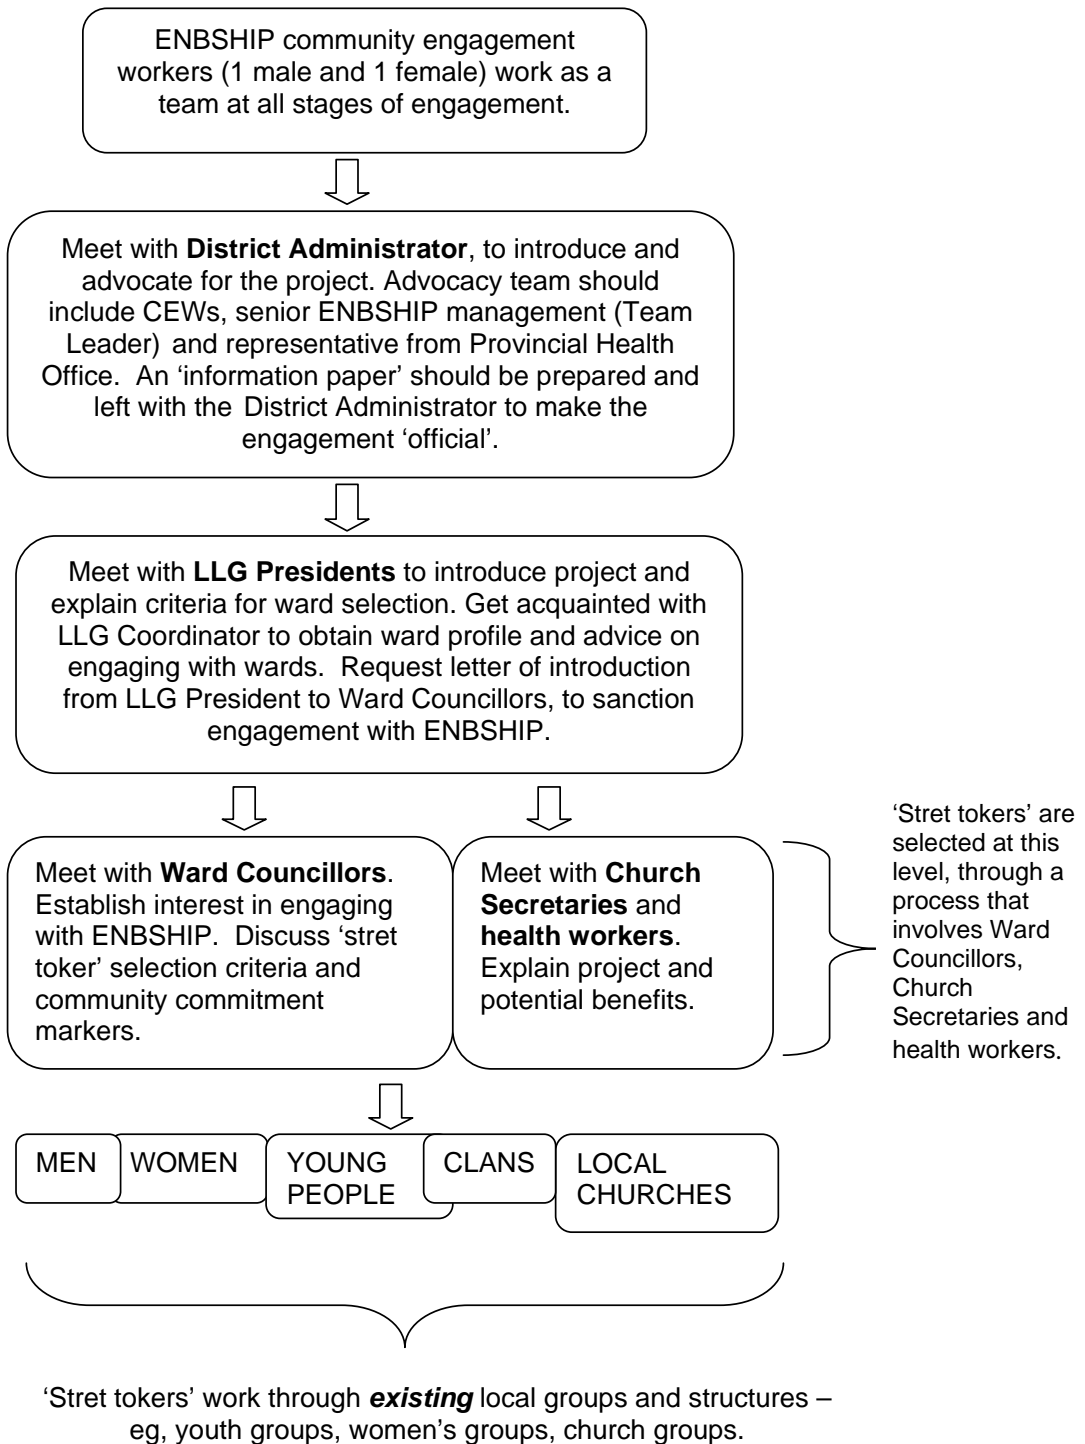 ENBSHIP community engagement
workers (1 male and 1 female) work as a
team at all stages of engagement.
Meet with District Administrator, to introduce and
advocate for the project. Advocacy team should
include CEWs, senior ENBSHIP management (Team
Leader) and representative from Provincial Health
Office. An ‘information paper’ should be prepared and
left with the District Administrator to make the
engagement ‘official’.
Meet with LLG Presidents to introduce project and
explain criteria for ward selection. Get acquainted with
LLG Coordinator to obtain ward profile and advice on
engaging with wards. Request letter of introduction
from LLG President to Ward Councillors, to sanction
engagement with ENBSHIP.
Meet with Ward Councillors.
Establish interest in engaging
with ENBSHIP. Discuss ‘stret
toker’ selection criteria and
community commitment
markers.
Meet with Church
Secretaries and
health workers.
Explain project and
potential benefits.
‘Stret tokers’ are
selected at this
level, through a
process that
involves Ward
Councillors,
Church
Secretaries and
health workers.
MEN
WOMEN
YOUNG
PEOPLE
CLANS
LOCAL
CHURCHES
‘Stret tokers’ work through existing local groups and structures –
eg, youth groups, women’s groups, church groups.